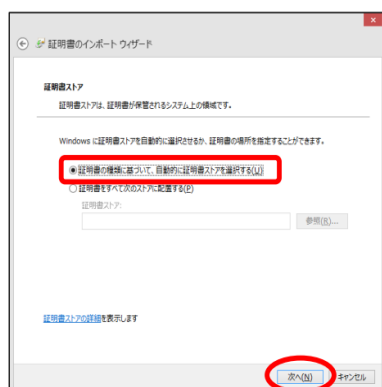 証明書のインポート ウィザード
証明書ストア
証明書ストアは、証明書が保管されるシステム上の領域です。
Windows に証明書ストアを自動的に選択させるか、証明書の場所を指定することができます。
証明書の種類に基づいて、自動的に証明書ストアを選択する(U)
証明書をすべて次のストアに配置する(P)
証明書ストア:
参照(R)...
証明書ストアの詳細を表示します
次へ(N)
キャンセル